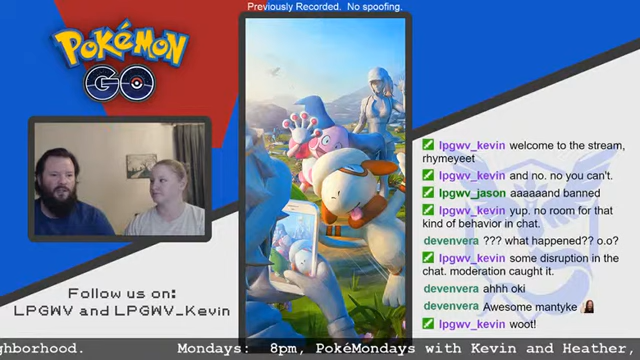 Previously Recorded. No spoofing.
POKéMON
GO
lpgwv_kevin welcome to the stream,
rhymeyeet
lpgwv_kevin and no. no you can't.
lpgwv_jason aaaaaand banned
lpgwv_kevin yup. no room for that
kind of behavior in chat.
devenvera ??? what happened?? o.o?
lpgwv_kevin some disruption in the
chat. moderation caught it.
devenvera ahhh oki
devenvera Awesome mantyke
lpgwv_kevin woot!
Follow us on:
LPGWV and LPGWV_Kevin
ghborhood. Mondays: 8pm, PokéMondays with Kevin and Heather,